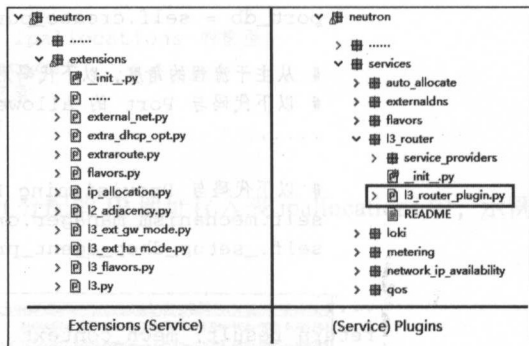 neutron
......
extensions
__init__.py
......
external_net.py
extra_dhcp_opt.py
extraroute.py
flavors.py
ip_allocation.py
l2_adjacency.py
l3_ext_gw_mode.py
l3_ext_ha_mode.py
l3_flavors.py
l3.py
Extensions (Service)
neutron
......
services
auto_allocate
externaldns
flavors
l3_router
service_providers
__init__.py
l3_router_plugin.py
README
loki
metering
network_ip_availability
qos
(Service) Plugins